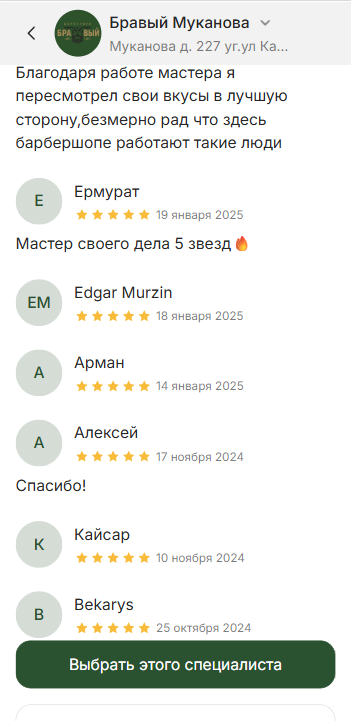 БРАВЫЙ
Бравый Муканова
Муканова д. 227 уг.ул Ка...
Благодаря работе мастера я
пересмотрел свои вкусы в лучшую
сторону,безмерно рад что здесь
барбершопе работают такие люди
Е
Ермурат
19 января 2025
Мастер своего дела 5 звезд🔥
EM
Edgar Murzin
18 января 2025
А
Арман
14 января 2025
А
Алексей
17 ноября 2024
Спасибо!
К
Кайсар
10 ноября 2024
B
Bekarys
25 октября 2024
Выбрать этого специалиста